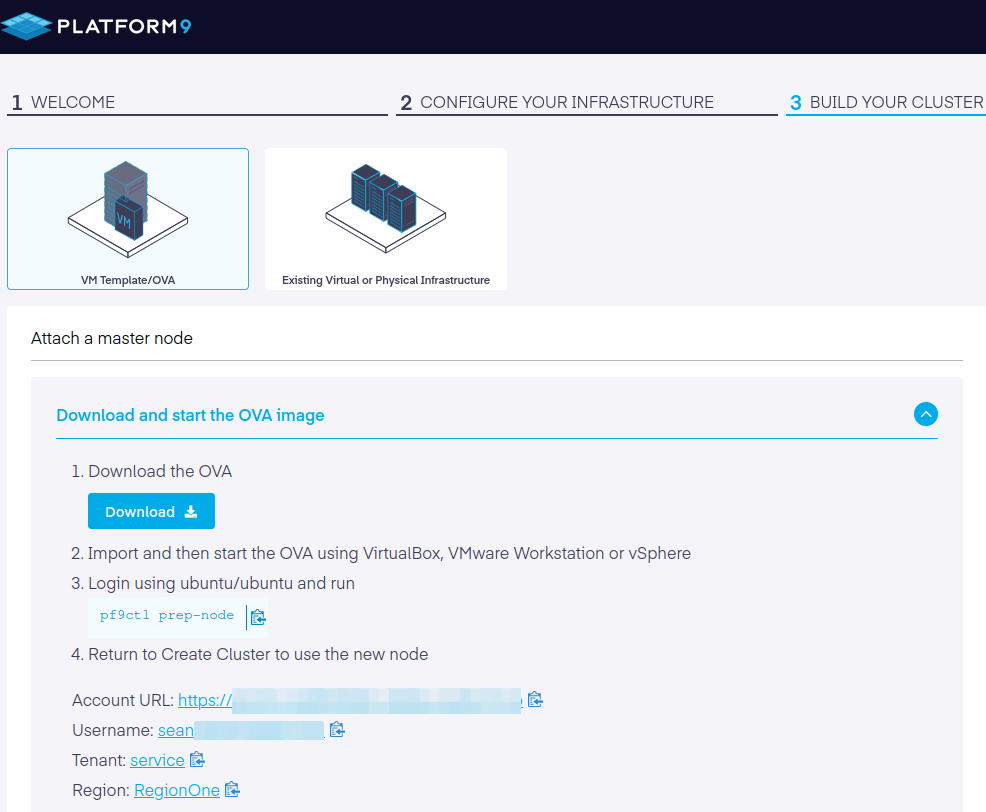 PLATFORM9
1 WELCOME
2 CONFIGURE YOUR INFRASTRUCTURE
3 BUILD YOUR CLUSTER
VM
VM Template/OVA
Existing Virtual or Physical Infrastructure
Attach a master node
Download and start the OVA image
1. Download the OVA
Download
2. Import and then start the OVA using VirtualBox, VMware Workstation or vSphere
3. Login using ubuntu/ubuntu and run
pf9ctl prep-node
4. Return to Create Cluster to use the new node
Account URL: https://
Username: sean
Tenant: service
Region: RegionOne